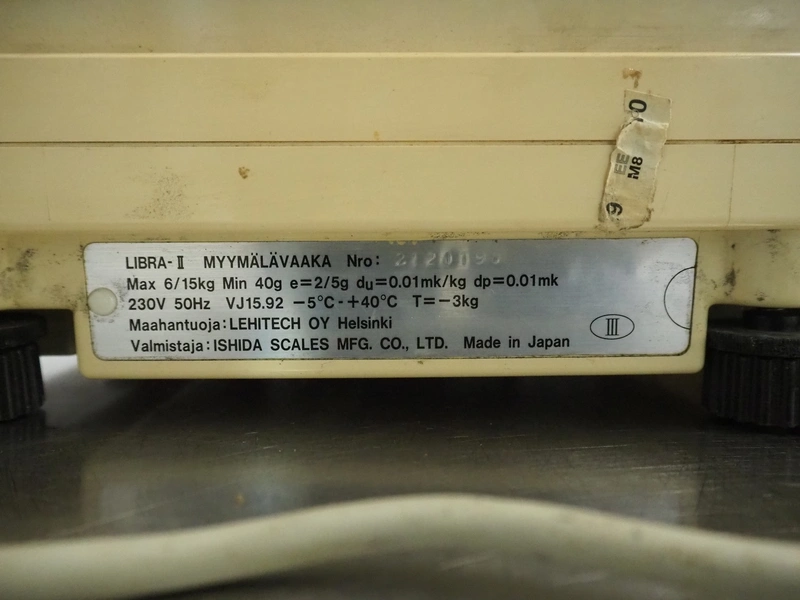 LIBRA-II MYYMÄLÄVAAKA Nro:
Max 6/15kg Min 40g e=2/5g du=0.01mk/kg dp=0.01mk
230V 50Hz VJ15.92 −5°C-+40°C T=−3kg
Maahantuoja: LEHITECH OY Helsinki
Valmistaja: ISHIDA SCALES MFG. CO., LTD. Made in Japan
III
EE
M8